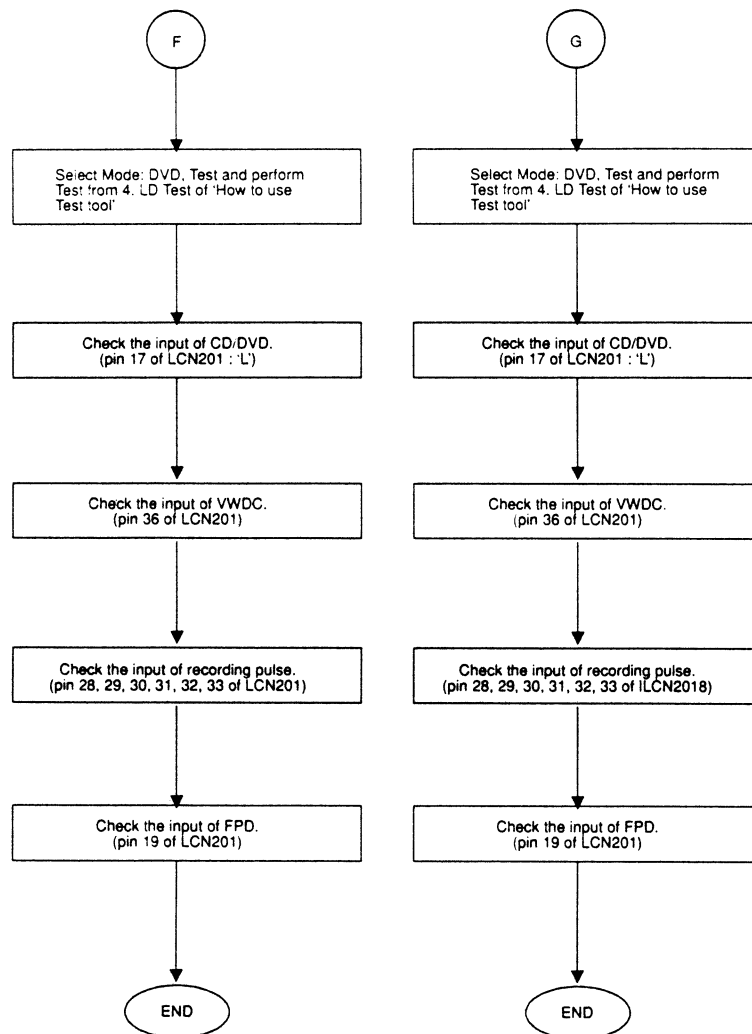 F
Select Mode: DVD, Test and perform
Test from 4. LD Test of 'How to use
Test tool'
Check the input of CD/DVD.
(pin 17 of LCN201 : 'L')
Check the input of VWDC.
(pin 36 of LCN201)
Check the input of recording pulse.
(pin 28, 29, 30, 31, 32, 33 of LCN201)
Check the input of FPD.
(pin 19 of LCN201)
END
G
Select Mode: DVD, Test and perform
Test from 4. LD Test of 'How to use
Test tool'
Check the input of CD/DVD.
(pin 17 of LCN201 : 'L')
Check the input of VWDC.
(pin 36 of LCN201)
Check the input of recording pulse.
(pin 28, 29, 30, 31, 32, 33 of ILCN2018)
Check the input of FPD.
(pin 19 of LCN201)
END